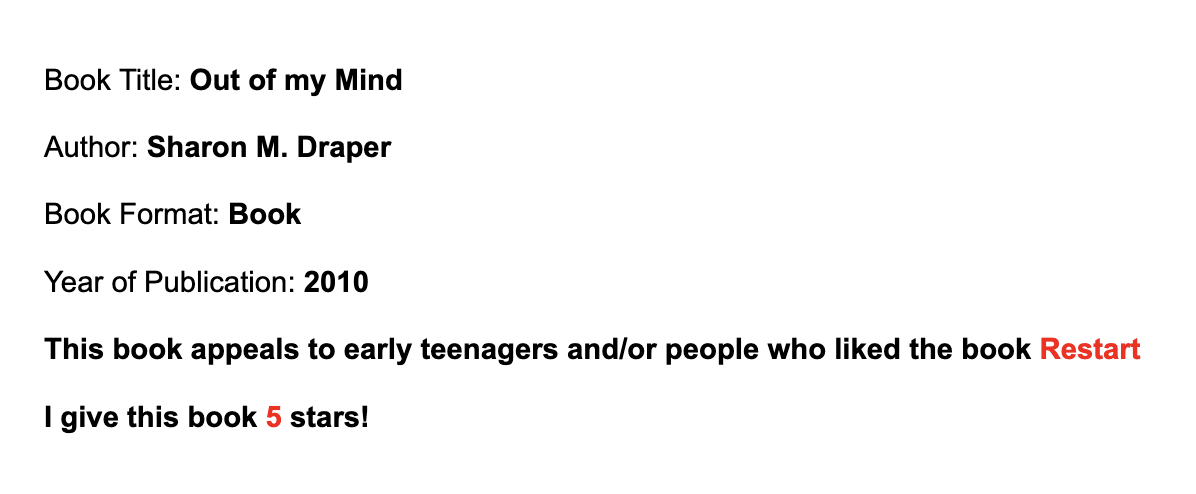 Book Title: Out of my Mind
Author: Sharon M. Draper
Book Format: Book
Year of Publication: 2010
This book appeals to early teenagers and/or people who liked the book Restart
I give this book 5 stars!